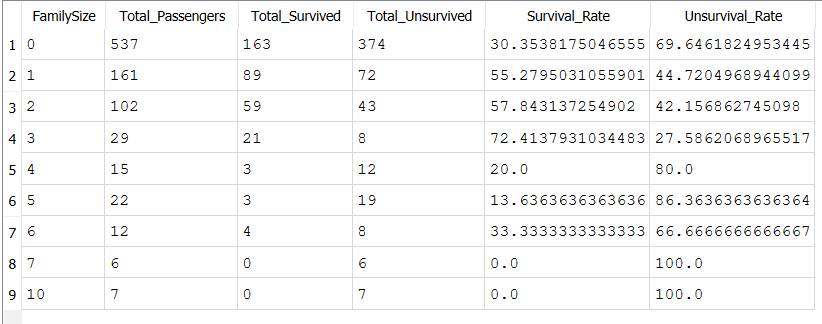 FamilySize Total_Passengers Total_Survived Total_Unsurvived Survival_Rate Unsurvival_Rate
1 0 537 163 374 30.3538175046555 69.6461824953445
2 1 161 89 72 55.2795031055901 44.7204968944099
3 2 102 59 43 57.843137254902 42.156862745098
4 3 29 21 8 72.4137931034483 27.5862068965517
5 4 15 3 12 20.0 80.0
6 5 22 3 19 13.6363636363636 86.3636363636364
7 6 12 4 8 33.3333333333333 66.6666666666667
8 7 6 0 6 0.0 100.0
9 10 7 0 7 0.0 100.0